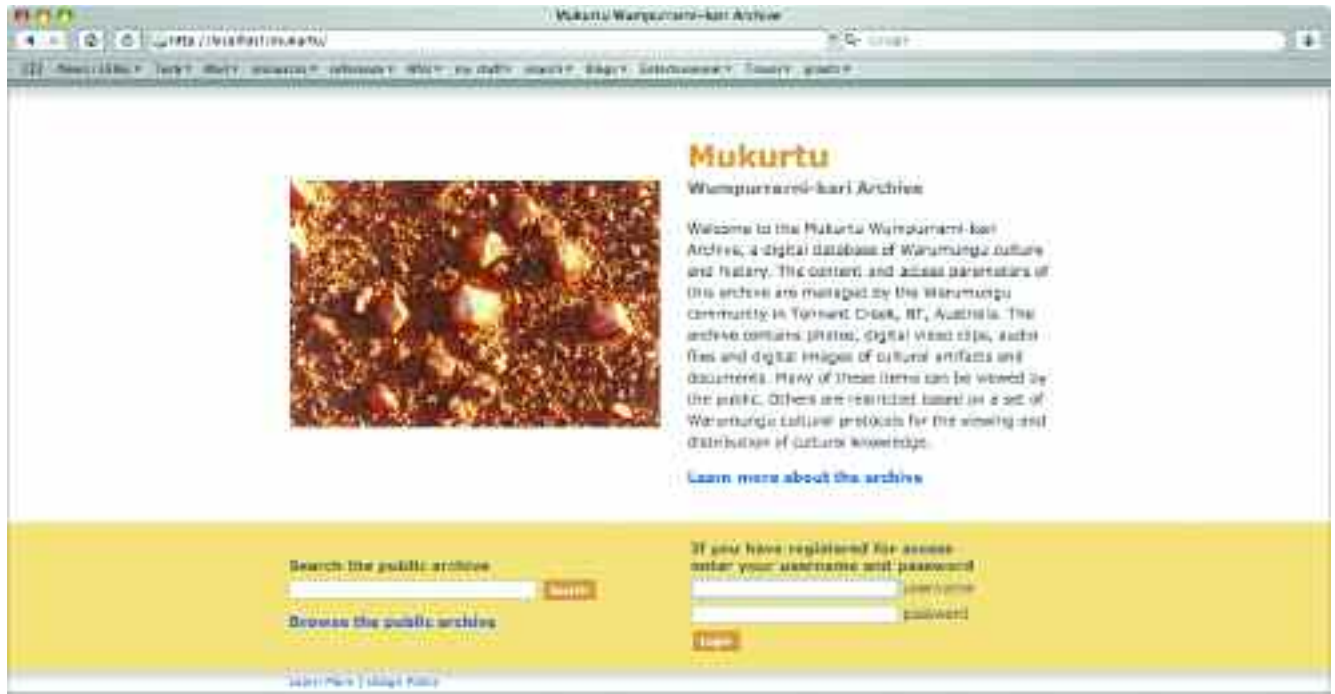 Mukurtu Wumpurrarni-kari Archive
http://localhost/mukurtu/
Google
Mukurtu
Wumpurrarni-kari Archive
Welcome to the Mukurtu Wumpurrarni-kari
Archive, a digital database of Warumungu culture
and history. The content and access parameters of
this archive are managed by the Warumungu
community in Tennant Creek, NT, Australia. The
archive contains photos, digital video clips, audio
files and digital images of cultural artifacts and
documents. Many of these items can be viewed by
the public. Others are restricted based on a set of
Warumungu cultural protocols for the viewing and
distribution of cultural knowledge.
Learn more about the archive
Search the public archive
Search
Browse the public archive
If you have registered for access
enter your username and password
username
password
Login
Learn More | Usage Policy